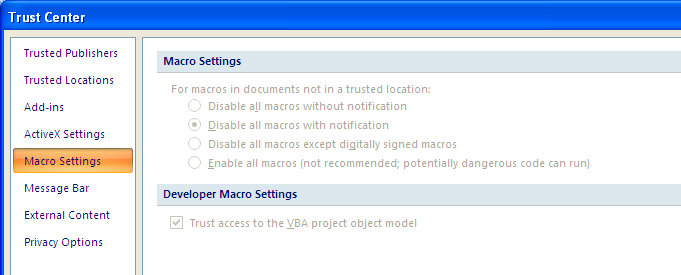 Trust Center
Trusted Publishers
Trusted Locations
Add-ins
ActiveX Settings
Macro Settings
Message Bar
External Content
Privacy Options
Macro Settings
For macros in documents not in a trusted location:
Disable all macros without notification
Disable all macros with notification
Disable all macros except digitally signed macros
Enable all macros (not recommended; potentially dangerous code can run)
Developer Macro Settings
Trust access to the VBA project object model